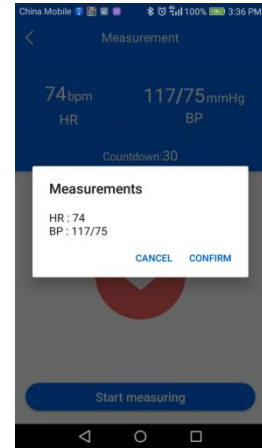 China Mobile 100% 3:36 PM
Measurement
74bpm 117/75mmHg
HR BP
Countdown:30
Measurements
HR : 74
BP : 117/75
CANCEL CONFIRM
Start measuring